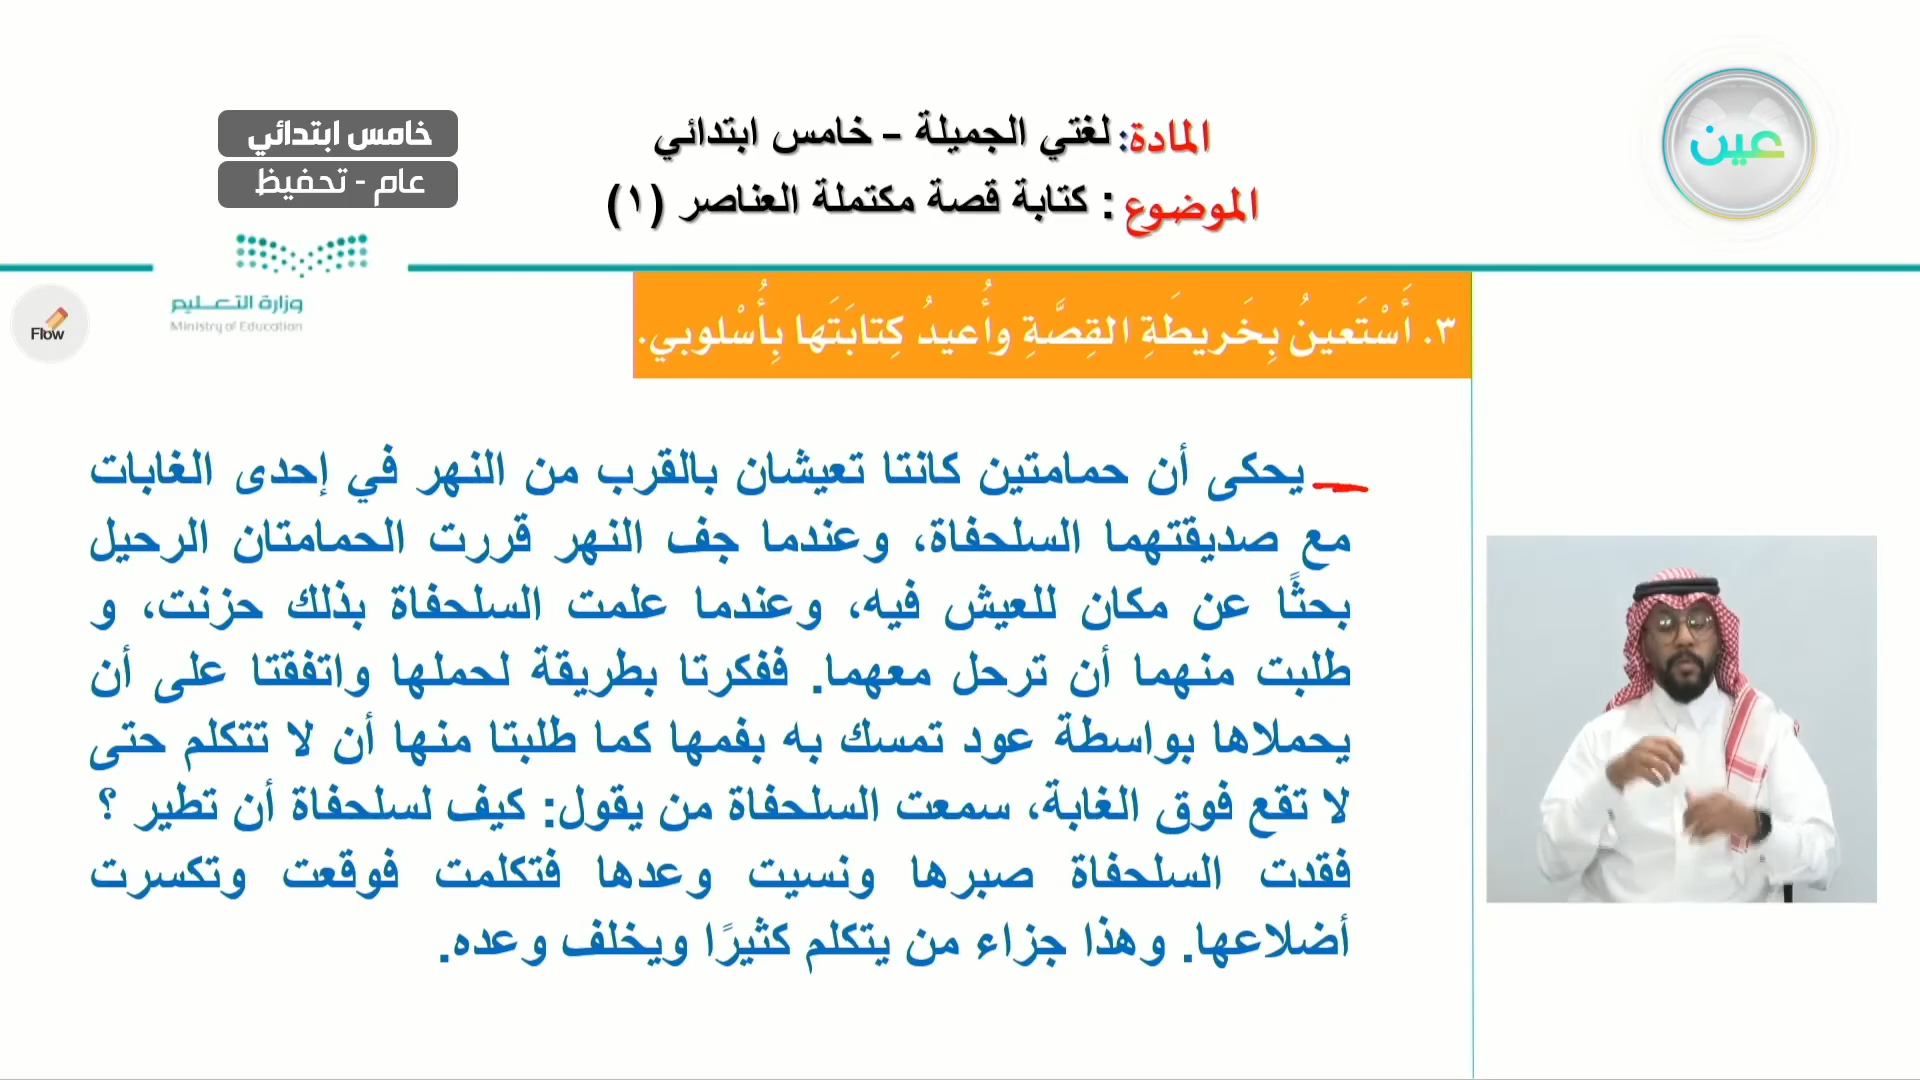 عين
المادة: لغتي الجميلة – خامس ابتدائي
الموضوع : كتابة قصة مكتملة العناصر (١)
خامس ابتدائي
عام - تحفيظ
وزارة التعـــليم
Ministry of Education
Flow
٣. أَسْتَعينُ بِخَريطَةِ القِصَّةِ وأُعيدُ كِتابَتَها بِأُسْلوبي.
يحكى أن حمامتين كانتا تعيشان بالقرب من النهر في إحدى الغابات
مع صديقتهما السلحفاة، وعندما جف النهر قررت الحمامتان الرحيل
بحثًا عن مكان للعيش فيه، وعندما علمت السلحفاة بذلك حزنت، و
طلبت منهما أن ترحل معهما. ففكرتا بطريقة لحملها واتفقتا على أن
يحملاها بواسطة عود تمسك به بفمها كما طلبتا منها أن لا تتكلم حتى
لا تقع فوق الغابة، سمعت السلحفاة من يقول: كيف لسلحفاة أن تطير ؟
فقدت السلحفاة صبرها ونسيت وعدها فتكلمت فوقعت وتكسرت
أضلاعها. وهذا جزاء من يتكلم كثيرًا ويخلف وعده.